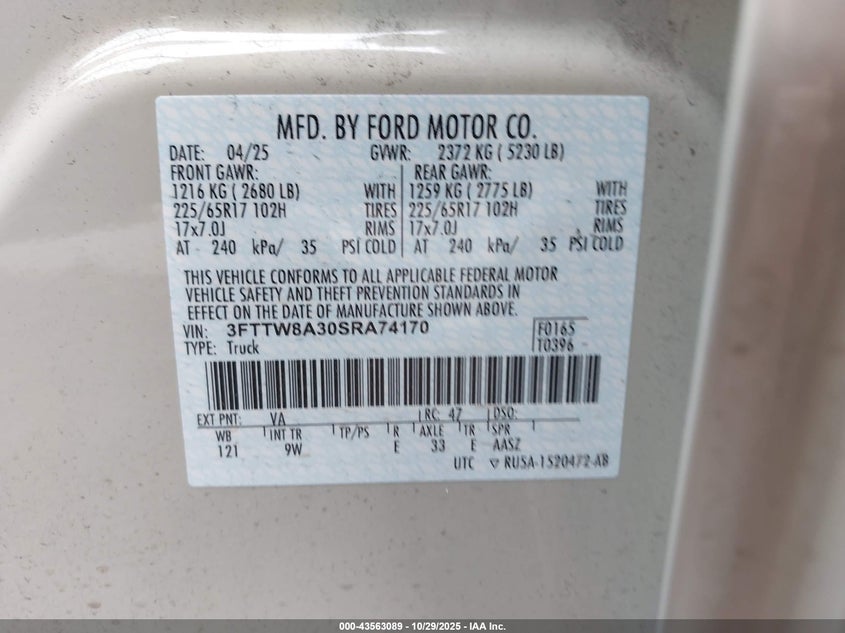 MFD. BY FORD MOTOR CO.
DATE: 04/25 GVWR: 2372 KG ( 5230 LB)
FRONT GAWR: REAR GAWR:
1216 KG ( 2680 LB) WITH 1259 KG ( 2775 LB) WITH
225/65R17 102H TIRES 225/65R17 102H TIRES
17x7.0J RIMS 17x7.0J RIMS
AT 240 kPa/ 35 PSI COLD AT 240 kPa/ 35 PSI COLD
THIS VEHICLE CONFORMS TO ALL APPLICABLE FEDERAL MOTOR
VEHICLE SAFETY AND THEFT PREVENTION STANDARDS IN
EFFECT ON THE DATE OF MANUFACTURE SHOWN ABOVE.
VIN: 3FTTW8A30SRA74170 F0165
TYPE: Truck T0396
EXT PNT: VA RC: 47 DSO:
WB INT TR TP/PS R AXLE TR SPR
121 9W E 33 E AASZ
UTC ▽ RU5A-1520472-AB
000-43563089 - 10/29/2025 - IAA Inc.